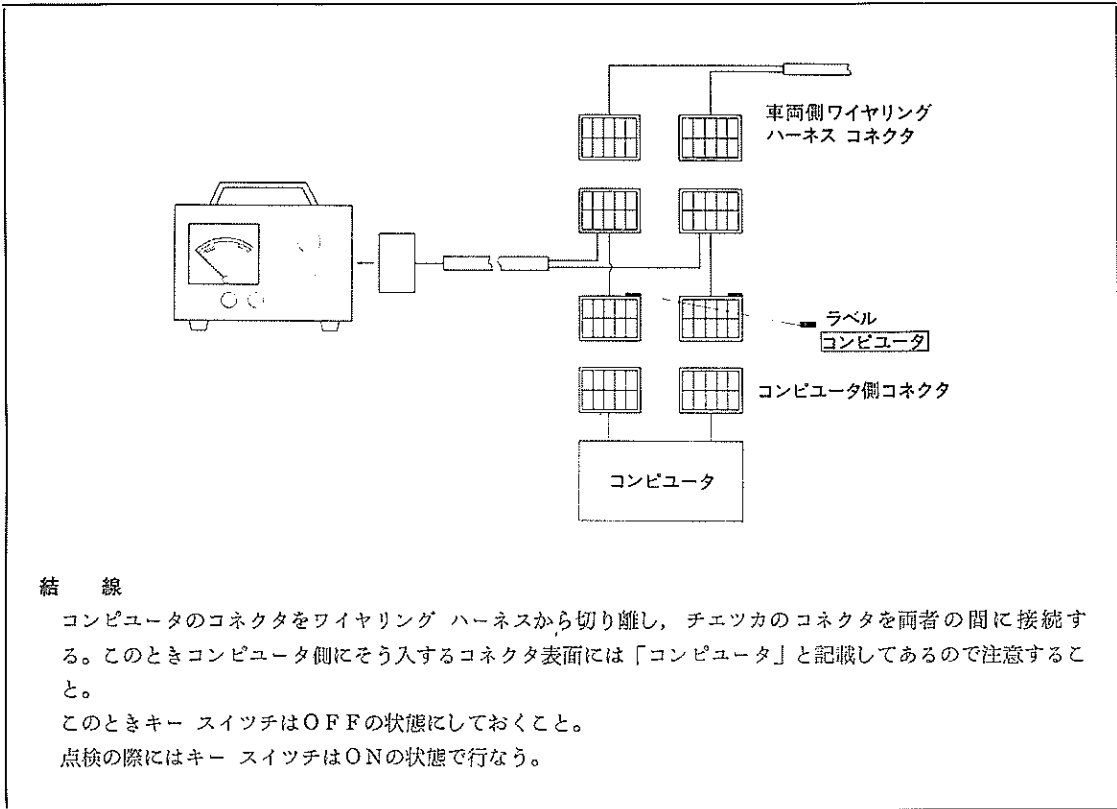 車両側ワイヤリング
ハーネス コネクタ
ラベル
コンピユータ
コンピユータ側コネクタ
コンピユータ
結　線
コンピユータのコネクタをワイヤリング ハーネスから切り離し，チエツカのコネクタを両者の間に接続す
る。このときコンピユータ側にそう入するコネクタ表面には「コンピユータ」と記載してあるので注意するこ
と。
このときキー スイツチはOFFの状態にしておくこと。
点検の際にはキー スイツチはONの状態で行なう。